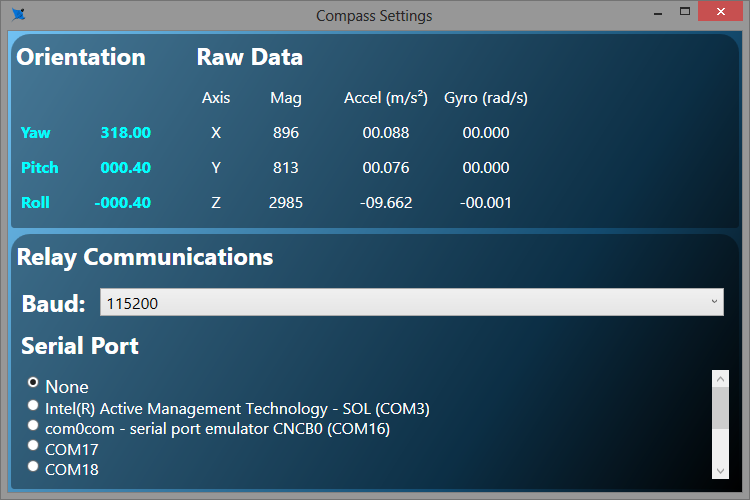 Compass Settings
Orientation Raw Data
Axis Mag Accel (m/s²) Gyro (rad/s)
Yaw 318.00 X 896 00.088 00.000
Pitch 000.40 Y 813 00.076 00.000
Roll -000.40 Z 2985 -09.662 -00.001
Relay Communications
Baud: 115200
Serial Port
None
Intel(R) Active Management Technology - SOL (COM3)
com0com - serial port emulator CNCB0 (COM16)
COM17
COM18